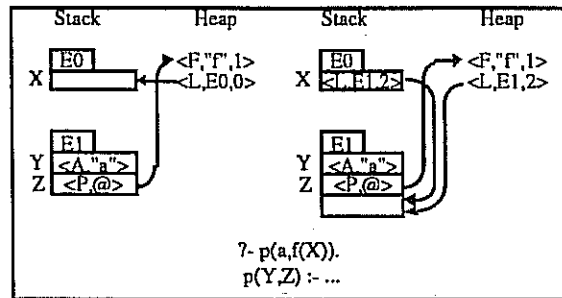 Stack Heap Stack Heap
E0 <F,"f",1> E0 <F,"f",1>
X <L,E0,0> X <L,E1,2> <L,E1,2>
E1 E1
Y <A,"a"> Y <A,"a">
Z <P,@> Z <P,@>
?- p(a,f(X)).
p(Y,Z) :- ...